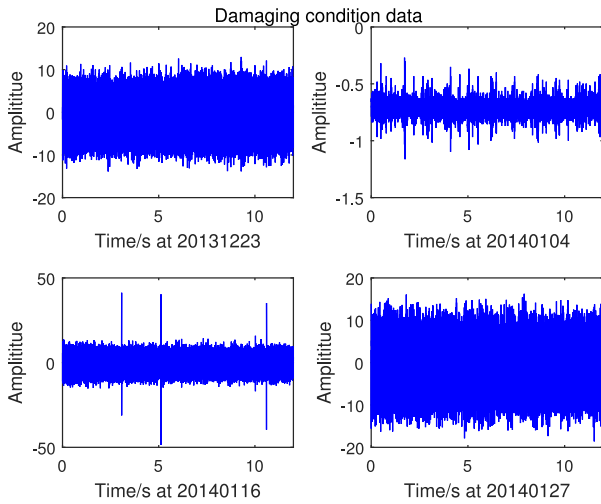 Damaging condition data
20
10
0
-10
-20
Amplititue
0 5 10
Time/s at 20131223
0
-0.5
-1
-1.5
Amplititue
0 5 10
Time/s at 20140104
50
0
-50
Amplititue
0 5 10
Time/s at 20140116
20
10
0
-10
-20
Amplititue
0 5 10
Time/s at 20140127